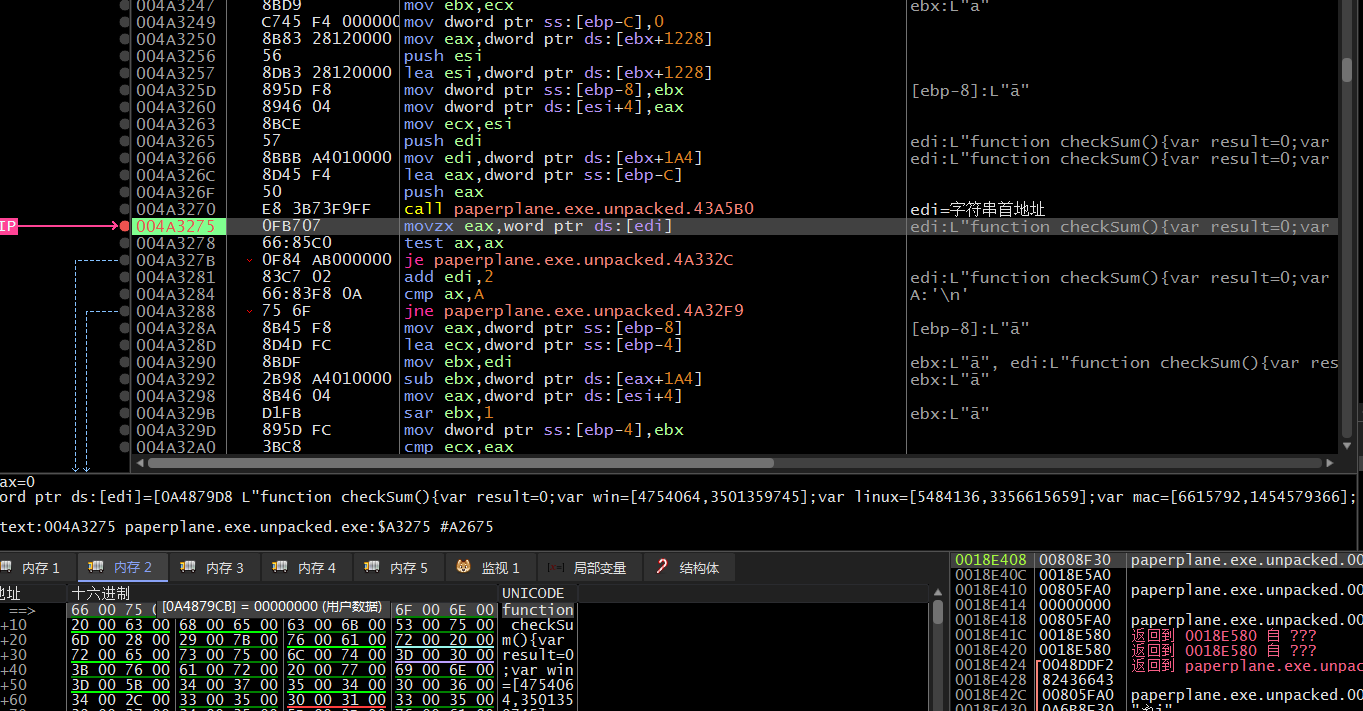 004A3247 8BD9 mov ebx,ecx ebx:L"ā"
004A3249 C745 F4 0000000 mov dword ptr ss:[ebp-C],0
004A3250 8B83 28120000 mov eax,dword ptr ds:[ebx+1228]
004A3256 56 push esi
004A3257 8DB3 28120000 lea esi,dword ptr ds:[ebx+1228]
004A325D 895D F8 mov dword ptr ss:[ebp-8],ebx [ebp-8]:L"ā"
004A3260 8946 04 mov dword ptr ds:[esi+4],eax
004A3263 8BCE mov ecx,esi
004A3265 57 push edi edi:L"function checkSum(){var result=0;var
004A3266 8BBB A4010000 mov edi,dword ptr ds:[ebx+1A4] edi:L"function checkSum(){var result=0;var
004A326C 8D45 F4 lea eax,dword ptr ss:[ebp-C]
004A326F 50 push eax
004A3270 E8 3B73F9FF call paperplane.exe.unpacked.43A5B0 edi=字符串首地址
IP 004A3275 0FB707 movzx eax,word ptr ds:[edi] edi:L"function checkSum(){var result=0;var
004A3278 66:85C0 test ax,ax
004A327B 0F84 AB000000 je paperplane.exe.unpacked.4A332C
004A3281 83C7 02 add edi,2 edi:L"function checkSum(){var result=0;var
004A3284 66:83F8 0A cmp ax,A A:'\n'
004A3288 75 6F jne paperplane.exe.unpacked.4A32F9
004A328A 8B45 F8 mov eax,dword ptr ss:[ebp-8] [ebp-8]:L"ā"
004A328D 8D4D FC lea ecx,dword ptr ss:[ebp-4]
004A3290 8BDF mov ebx,edi ebx:L"ā", edi:L"function checkSum(){var res
004A3292 2B98 A4010000 sub ebx,dword ptr ds:[eax+1A4] ebx:L"ā"
004A3298 8B46 04 mov eax,dword ptr ds:[esi+4]
004A329B D1FB sar ebx,1 ebx:L"ā"
004A329D 895D FC mov dword ptr ss:[ebp-4],ebx
004A32A0 3BC8 cmp ecx,eax
ax=0
ord ptr ds:[edi]=[0A4879D8 L"function checkSum(){var result=0;var win=[4754064,3501359745];var linux=[5484136,3356615659];var mac=[6615792,1454579366];
text:004A3275 paperplane.exe.unpacked.exe:$A3275 #A2675
内存 1 内存 2 内存 3 内存 4 内存 5 监视 1 局部变量 结构体
地址 十六进制 UNICODE
==> 66 00 75 [0A4879CB] = 00000000 (用户数据) 6F 00 6E 00 function
+10 20 00 63 00 68 00 65 00 63 00 6B 00 53 00 75 00 checkSu
+20 6D 00 28 00 29 00 7B 00 76 00 61 00 72 00 20 00 m(){var
+30 72 00 65 00 73 00 75 00 6C 00 74 00 3D 00 30 00 result=0
+40 3B 00 76 00 61 00 72 00 20 00 77 00 69 00 6E 00 ;var win
+50 3D 00 5B 00 34 00 37 00 35 00 34 00 30 00 36 00 =[475406
+60 34 00 2C 00 33 00 35 00 30 00 31 00 33 00 35 00 4,350135
0018E408 00808F30 paperplane.exe.unpacked.00
0018E40C 0018E5A0
0018E410 00805FA0 paperplane.exe.unpacked.00
0018E414 00000000
0018E418 00805FA0 paperplane.exe.unpacked.00
0018E41C 0018E580 返回到 0018E580 自 ???
0018E420 0018E580 返回到 0018E580 自 ???
0018E424 0048DDF2 返回到 paperplane.exe.unpac
0018E428 82436643
0018E42C 00805FA0 paperplane.exe.unpacked.00